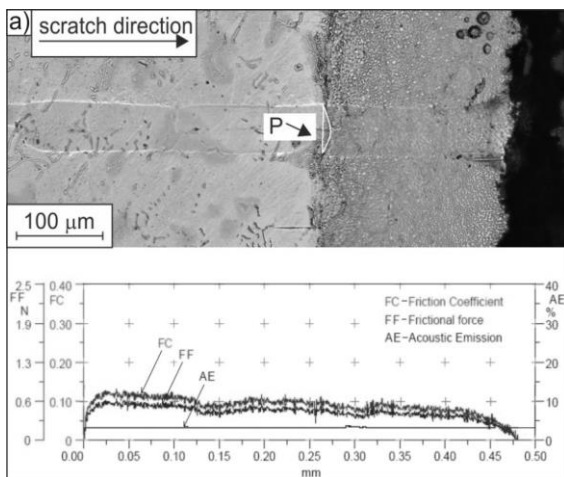 a)
scratch direction
P
100 µm
FF
N
FC
AE
%
2.5
0.40
40
1.9
0.30
30
1.3
0.20
20
0.6
0.10
10
0
0
0
FC-Friction Coefficient
FF-Frictional force
AE-Acoustic Emission
FC
FF
AE
0.00
0.05
0.10
0.15
0.20
0.25
0.30
0.35
0.40
0.45
0.50
mm